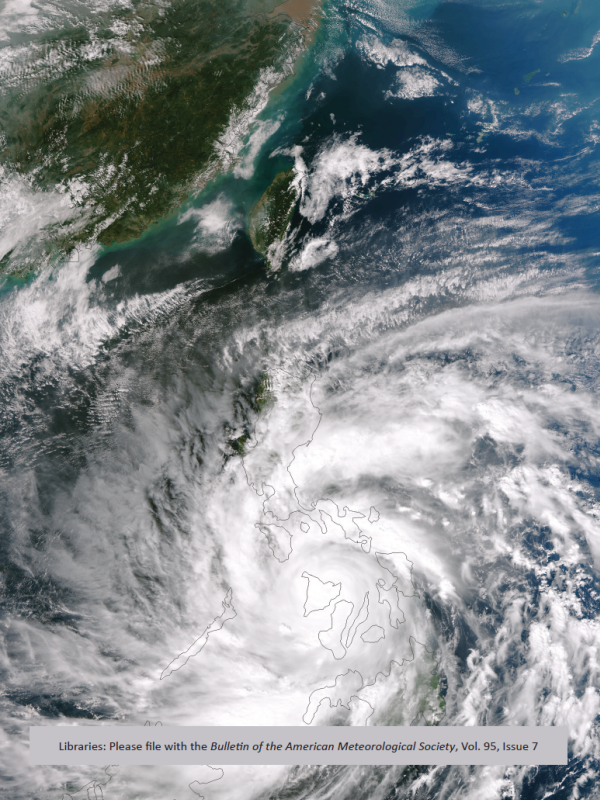 Libraries: Please file with the Bulletin of the American Meteorological Society, Vol. 95, Issue 7